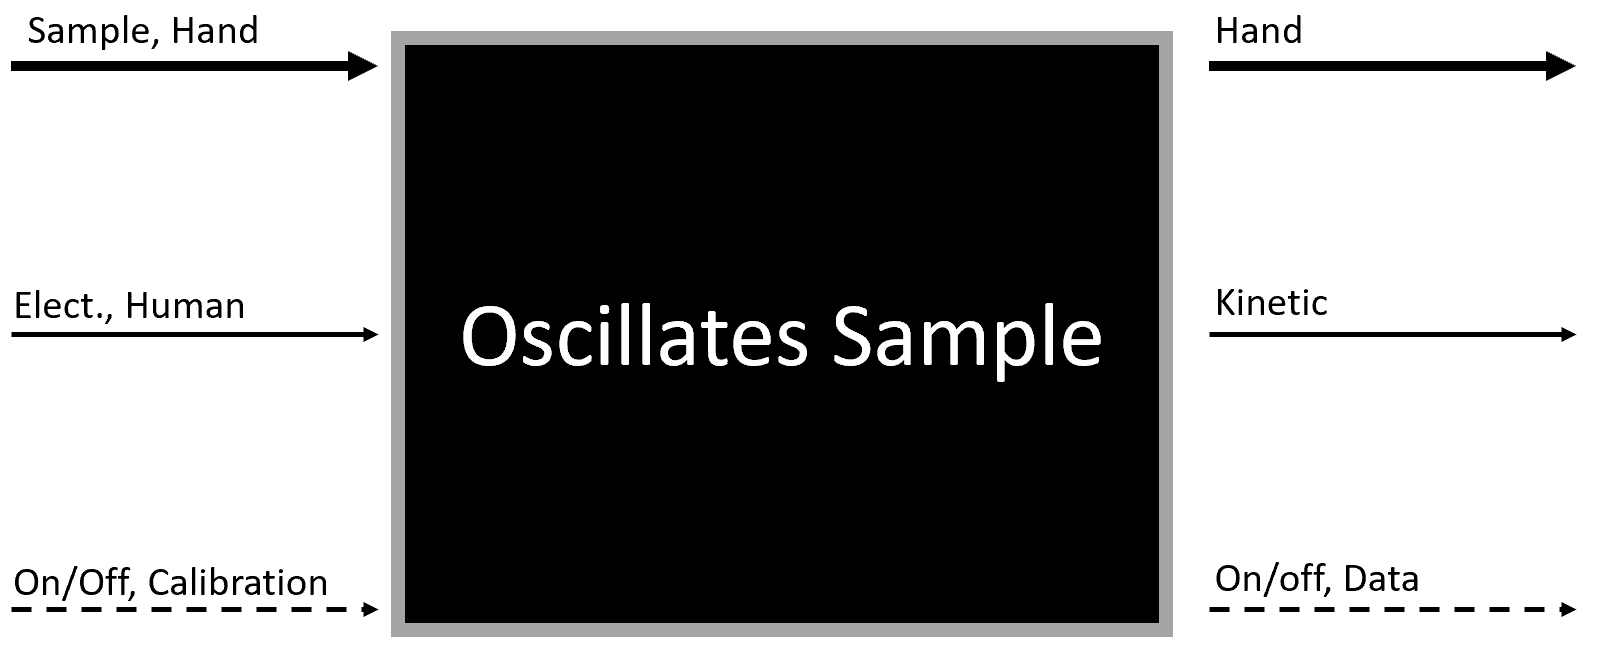 Sample, Hand
Hand
Elect., Human
Oscillates Sample
Kinetic
On/Off, Calibration
On/off, Data